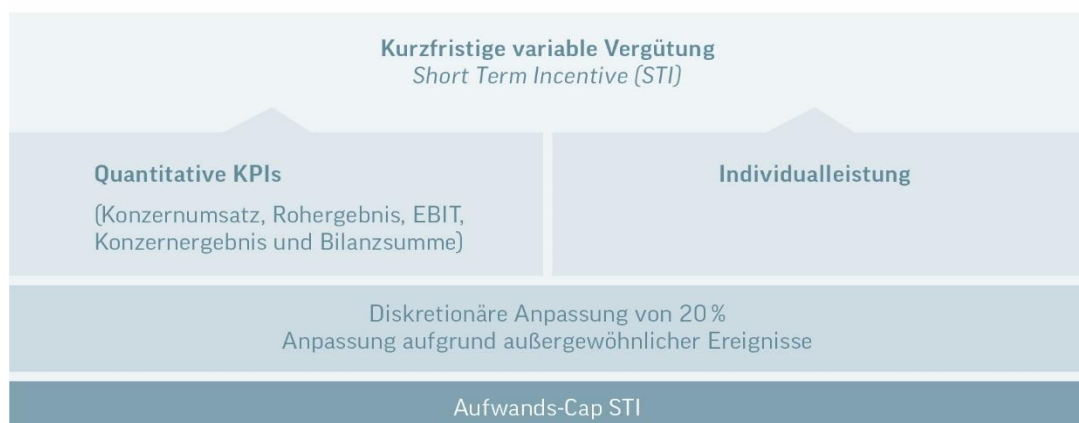 Kurzfristige variable Vergütung
Short Term Incentive (STI)
Quantitative KPIs
(Konzernumsatz, Rohergebnis, EBIT,
Konzernergebnis und Bilanzsumme)
Individualleistung
Diskretionäre Anpassung von 20 %
Anpassung aufgrund außergewöhnlicher Ereignisse
Aufwands-Cap STI